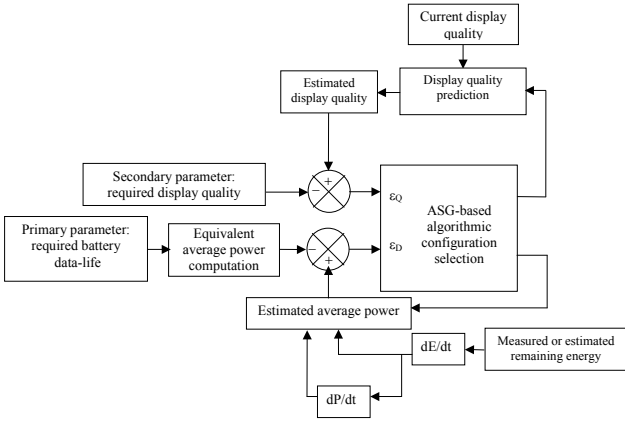 Current display
quality
Estimated
display quality
Display quality
prediction
Secondary parameter:
required display quality
+
−
εQ
ASG-based
algorithmic
configuration
selection
Primary parameter:
required battery
data-life
Equivalent
average power
computation
−
+
εD
Estimated average power
dE/dt
Measured or estimated
remaining energy
dP/dt